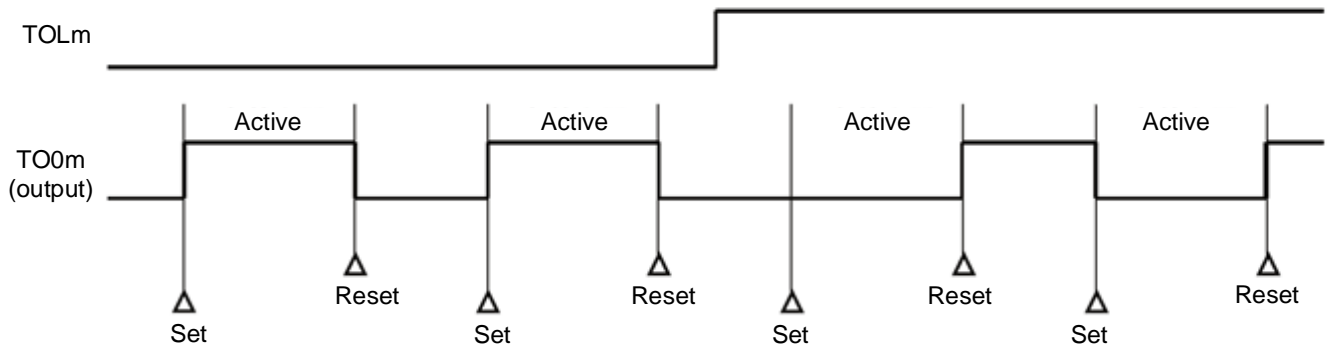 TOLm
Active Active Active Active
TO0m
(output)
Reset Reset Reset Reset
Set Set Set Set